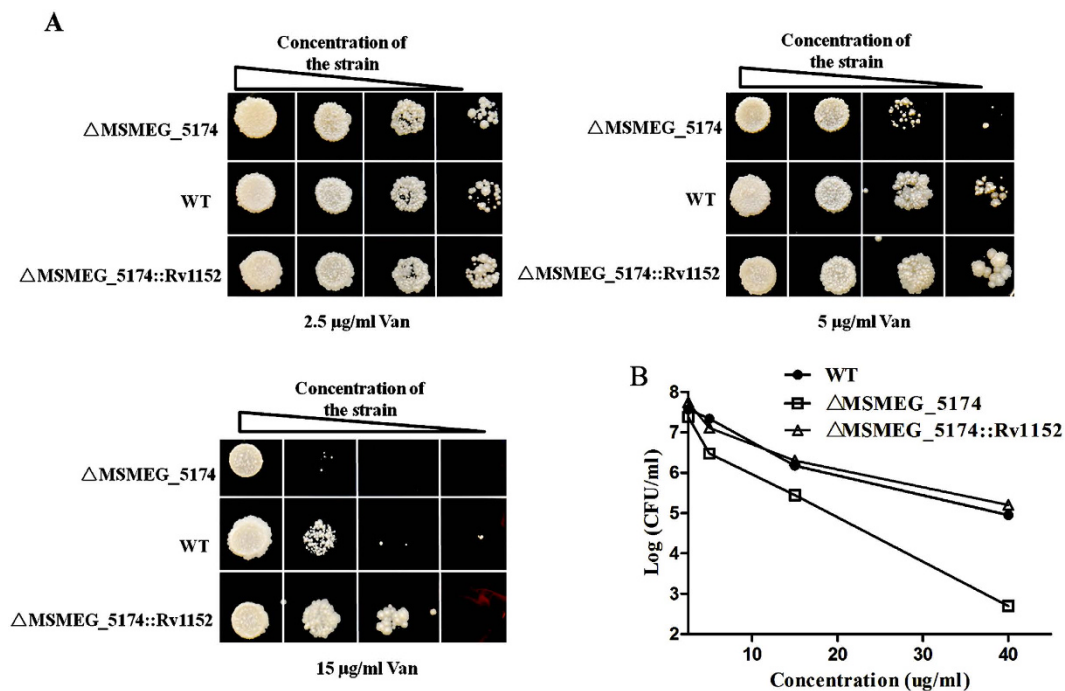 A
Concentration of
the strain
△MSMEG_5174
WT
△MSMEG_5174::Rv1152
2.5 µg/ml Van
Concentration of
the strain
△MSMEG_5174
WT
△MSMEG_5174::Rv1152
5 µg/ml Van
Concentration of
the strain
△MSMEG_5174
WT
△MSMEG_5174::Rv1152
15 µg/ml Van
B
WT
△MSMEG_5174
△MSMEG_5174::Rv1152
Log (CFU/ml)
8
7
6
5
4
3
2
10 20 30 40
Concentration (ug/ml)